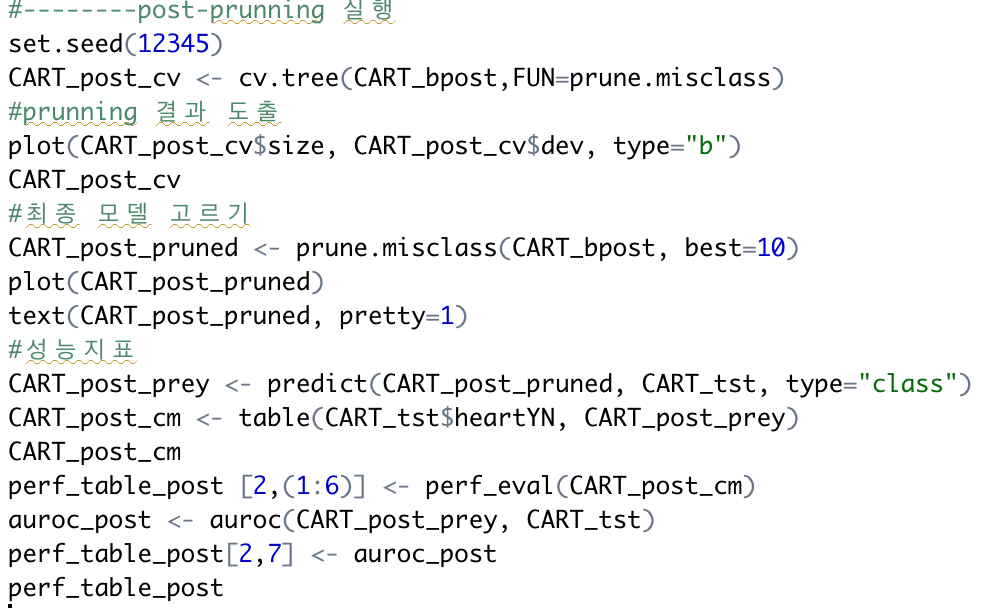 #--------post-prunning 실행
set.seed(12345)
CART_post_cv <- cv.tree(CART_bpost,FUN=prune.misclass)
#prunning 결과 도출
plot(CART_post_cv$size, CART_post_cv$dev, type="b")
CART_post_cv
#최종 모델 고르기
CART_post_pruned <- prune.misclass(CART_bpost, best=10)
plot(CART_post_pruned)
text(CART_post_pruned, pretty=1)
#성능지표
CART_post_prey <- predict(CART_post_pruned, CART_tst, type="class")
CART_post_cm <- table(CART_tst$heartYN, CART_post_prey)
CART_post_cm
perf_table_post [2,(1:6)] <- perf_eval(CART_post_cm)
auroc_post <- auroc(CART_post_prey, CART_tst)
perf_table_post[2,7] <- auroc_post
perf_table_post